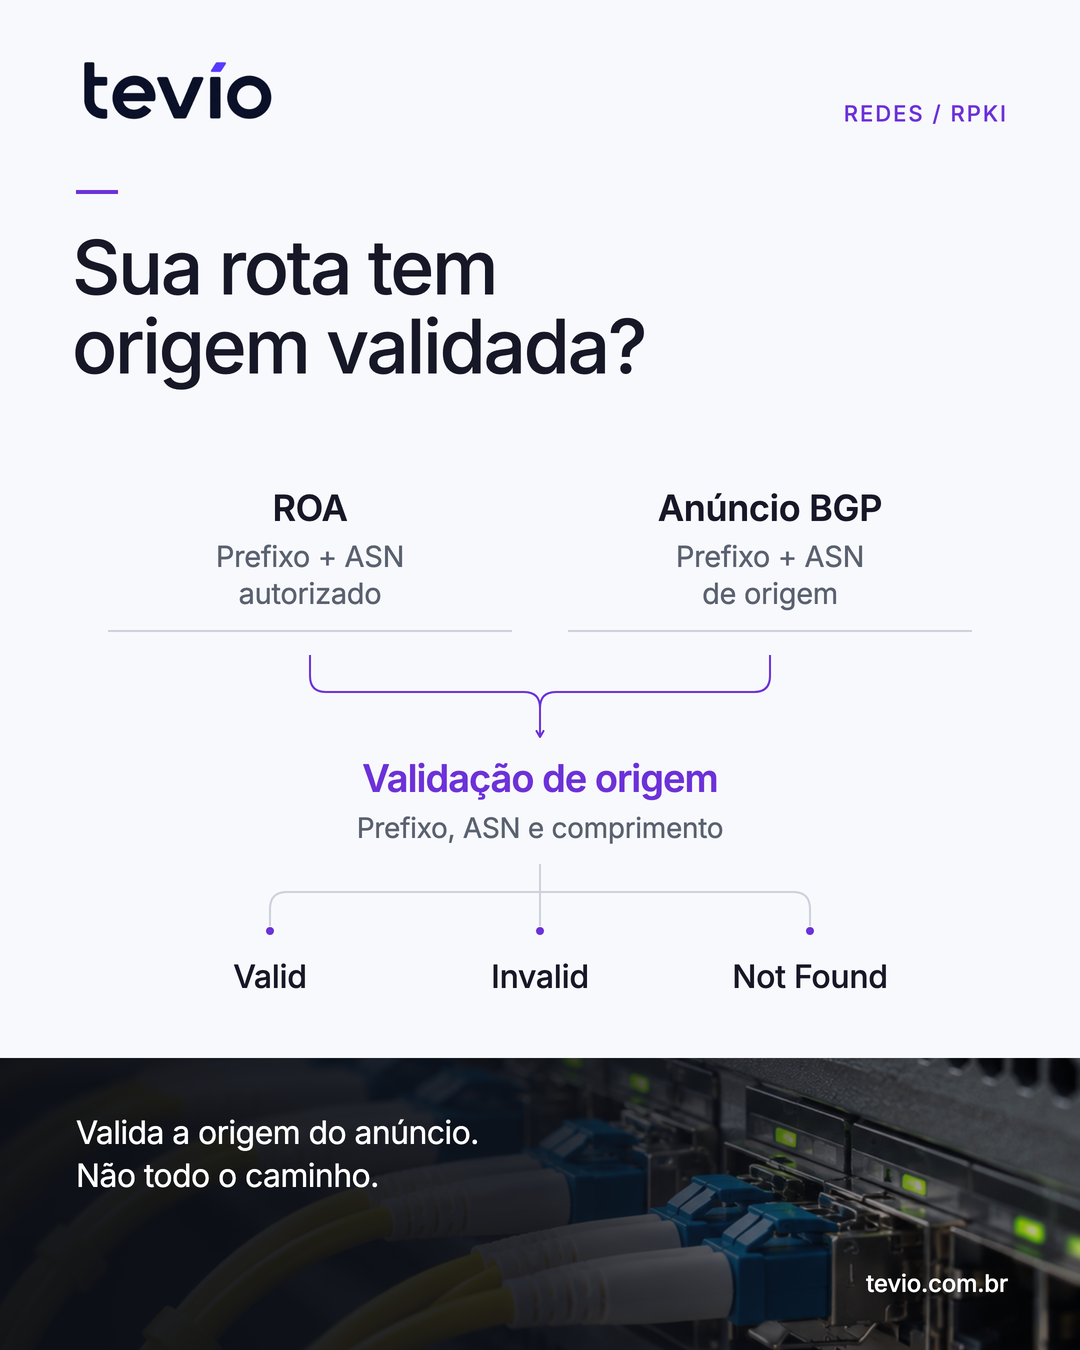 tevío
REDES / RPKI
Sua rota tem
origem validada?
ROA
Prefixo + ASN
autorizado
Anúncio BGP
Prefixo + ASN
de origem
Validação de origem
Prefixo, ASN e comprimento
Valid
Invalid
Not Found
Valida a origem do anúncio.
Não todo o caminho.
tevio.com.br